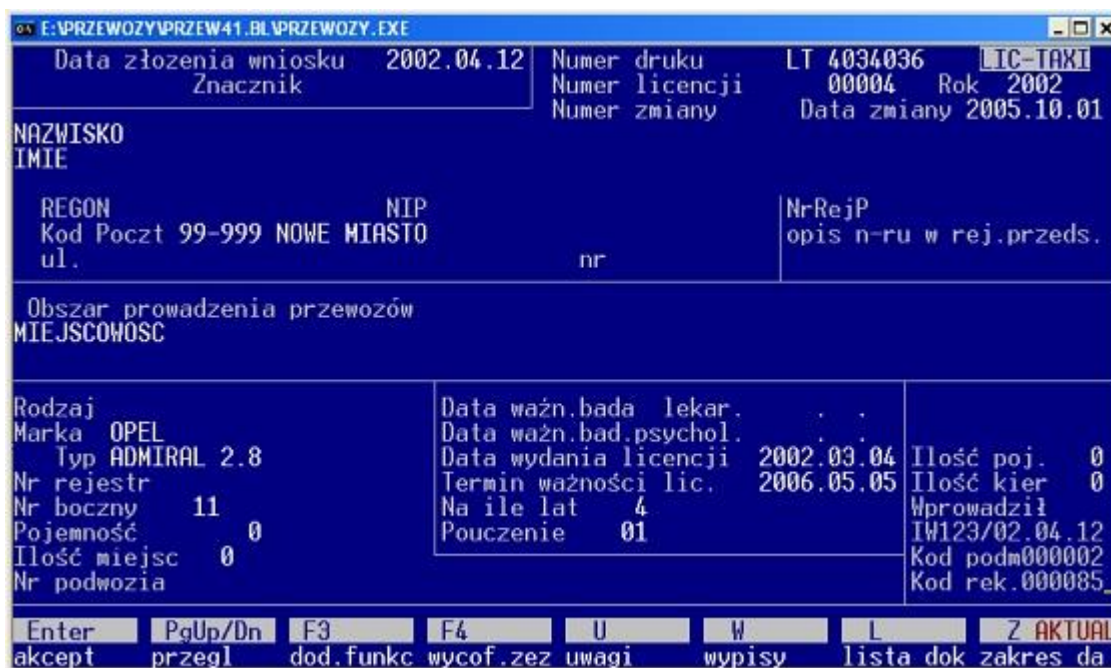 E:\PRZEWOZY\PRZEW41.BL\PRZEWOZY.EXE
Data złozenia wniosku 2002.04.12 Numer druku LT 4034036 LIC-TAXI
Znacznik Numer licencji 00004 Rok 2002
Numer zmiany Data zmiany 2005.10.01
NAZWISKO
IMIE
REGON NIP NrRejP
Kod Poczt 99-999 NOWE MIASTO opis n-ru w rej.przeds.
ul. nr
Obszar prowadzenia przewozów
MIEJSCOWOSC
Rodzaj Data ważn.bada lekar. . .
Marka OPEL Data ważn.bad.psychol. . .
Typ ADMIRAL 2.8 Data wydania licencji 2002.03.04 Ilość poj. 0
Nr rejestr Termin ważności lic. 2006.05.05 Ilość kier 0
Nr boczny 11 Na ile lat 4 Wprowadził
Pojemność 0 Pouczenie 01 IW123/02.04.12
Ilość miejsc 0 Kod podm000002
Nr podwozia Kod rek.000085_
Enter PgUp/Dn F3 F4 U W L Z AKTUAL
akcept przegl dod.funkc wycof.zez uwagi wypisy lista dok zakres da